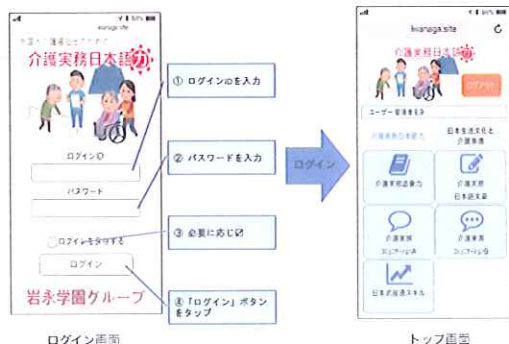 50%
iwanaga.site
介護実務日本語力
ログインID
パスワード
ログインを保存する
ログイン
岩永学園グループ
ログイン画面
① ログインIDを入力
② パスワードを入力
③ 必要に応じ☑
④「ログイン」ボタン
をタップ
ログイン
iwanaga.site
介護実務日本語力
ログアウト
介護実務日本語力
日本生活文化と
介護事情
介護実務語彙力
介護実務
日本語文章
介護実務
コミュニケーションA
介護実務
コミュニケーションB
日本式介護スキル
トップ画面